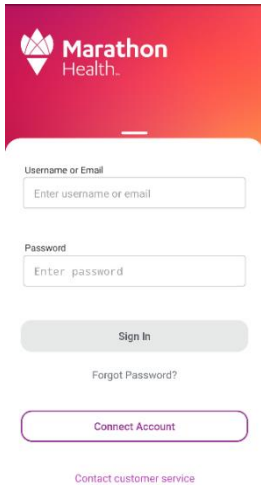 Marathon
Health.
Username or Email
Enter username or email
Password
Enter password
Sign In
Forgot Password?
Connect Account
Contact customer service